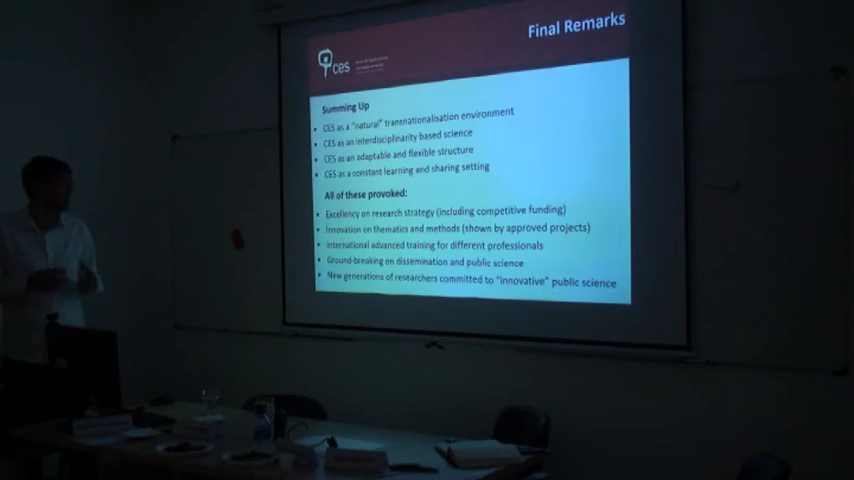 Final Remarks
ces
Summing Up
• CES as a "natural" transnationalisation environment
• CES as an interdisciplinarity based science
• CES as an adaptable and flexible structure
• CES as a constant learning and sharing setting
All of these provoked:
• Excellency on research strategy (including competitive funding)
• Innovation on thematics and methods (shown by approved projects)
• International advanced training for different professionals
• Ground-breaking on dissemination and public science
• New generations of researchers committed to "innovative" public science